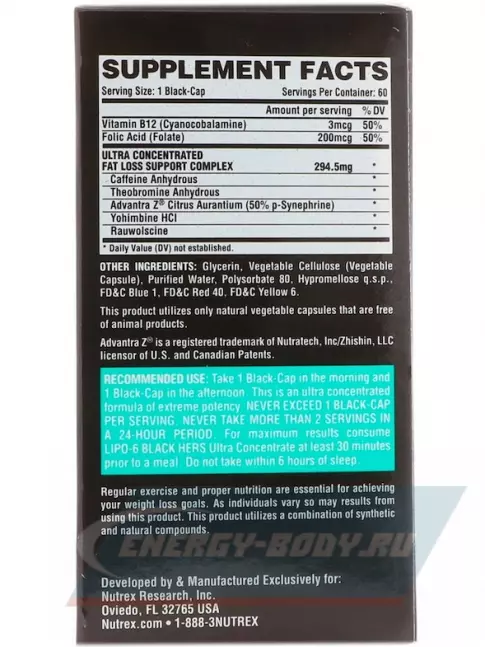 SUPPLEMENT FACTS
Serving Size: 1 Black-Cap Servings Per Container: 60
Amount per serving % DV
Vitamin B12 (Cyanocobalamine) 3mcg 50%
Folic Acid (Folate) 200mcg 50%
ULTRA CONCENTRATED
FAT LOSS SUPPORT COMPLEX 294.5mg *
Caffeine Anhydrous *
Theobromine Anhydrous *
Advantra Z® Citrus Aurantium (50% p-Synephrine) *
Yohimbine HCl *
Rauwolscine *
* Daily Value (DV) not established.
OTHER INGREDIENTS: Glycerin, Vegetable Cellulose (Vegetable
Capsule), Purified Water, Polysorbate 80, Hypromellose q.s.p.,
FD&C Blue 1, FD&C Red 40, FD&C Yellow 6.
This product utilizes only natural vegetable capsules that are free
of animal products.
Advantra Z® is a registered trademark of Nutratech, Inc/Zhishin, LLC
licensor of U.S. and Canadian Patents.
RECOMMENDED USE: Take 1 Black-Cap in the morning and
1 Black-Cap in the afternoon. This is an ultra concentrated
formula of extreme potency. NEVER EXCEED 1 BLACK-CAP
PER SERVING. NEVER TAKE MORE THAN 2 SERVINGS IN
A 24-HOUR PERIOD. For maximum results consume
LIPO-6 BLACK HERS Ultra Concentrate at least 30 minutes
prior to a meal. Do not take within 6 hours of sleep.
Regular exercise and proper nutrition are essential for achieving
your weight loss goals. As individuals vary so may results from
using this product. This product utilizes a combination of synthetic
and natural compounds.
ENERGY-BODY.RU
Developed by & Manufactured Exclusively for:
Nutrex Research, Inc.
Oviedo, FL 32765 USA
Nutrex.com • 1-888-3NUTREX